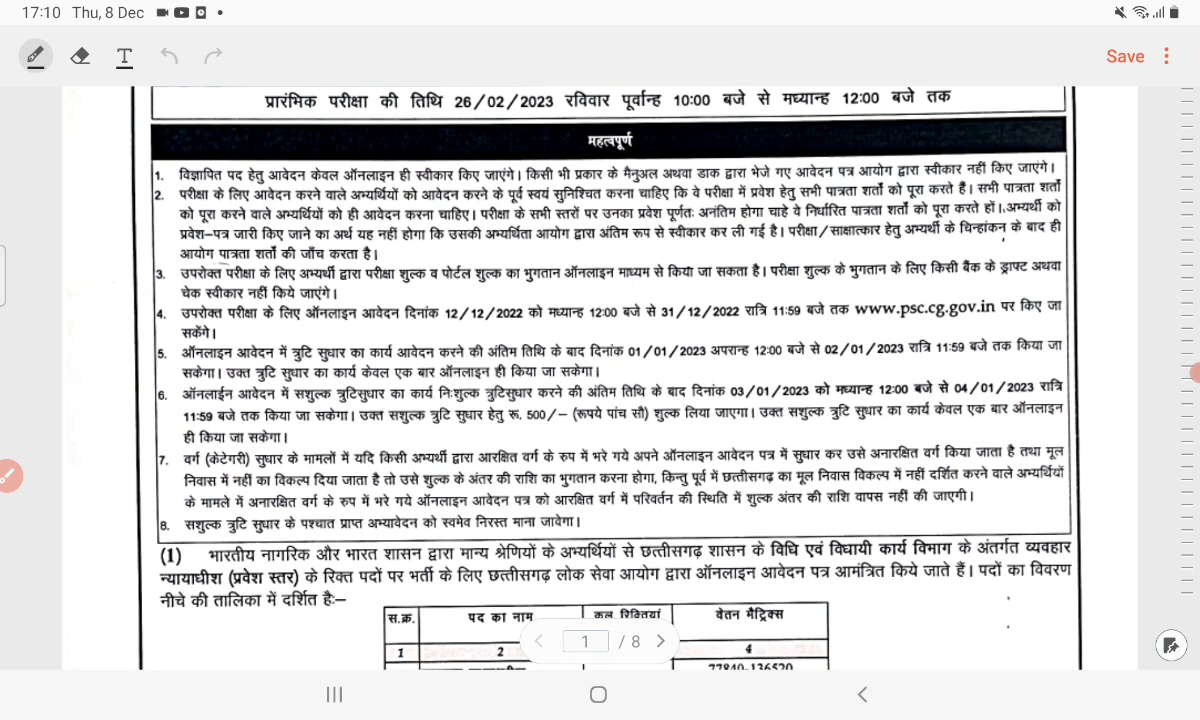 17:10 Thu, 8 Dec
T
Save
प्रारंभिक परीक्षा की तिथि 26/02/2023 रविवार पूर्वान्ह 10:00 बजे से मध्यान्ह 12:00 बजे तक
महत्वपूर्ण
1. विज्ञापित पद हेतु आवेदन केवल ऑनलाइन ही स्वीकार किए जाएंगे। किसी भी प्रकार के मैनुअल अथवा डाक द्वारा भेजे गए आवेदन पत्र आयोग द्वारा स्वीकार नहीं किए जाएंगे।
2. परीक्षा के लिए आवेदन करने वाले अभ्यर्थियों को आवेदन करने के पूर्व स्वयं सुनिश्चित करना चाहिए कि वे परीक्षा में प्रवेश हेतु सभी पात्रता शर्तो को पूरा करते हैं। सभी पात्रता शर्तों
को पूरा करने वाले अभ्यर्थियों को ही आवेदन करना चाहिए। परीक्षा के सभी स्तरों पर उनका प्रवेश पूर्णतः अनंतिम होगा चाहे वे निर्धारित पात्रता शर्तो को पूरा करते हों। अभ्यर्थी को
प्रवेश–पत्र जारी किए जाने का अर्थ यह नहीं होगा कि उसकी अभ्यर्थिता आयोग द्वारा अंतिम रूप से स्वीकार कर ली गई है। परीक्षा/साक्षात्कार हेतु अभ्यर्थी के चिन्हांकन के बाद ही
आयोग पात्रता शर्तो की जाँच करता है।
3. उपरोक्त परीक्षा के लिए अभ्यर्थी द्वारा परीक्षा शुल्क व पोर्टल शुल्क का भुगतान ऑनलाइन माध्यम से किया जा सकता है। परीक्षा शुल्क के भुगतान के लिए किसी बैंक के ड्राफ्ट अथवा
चेक स्वीकार नहीं किये जाएंगे।
4. उपरोक्त परीक्षा के लिए ऑनलाइन आवेदन दिनांक 12/12/2022 को मध्यान्ह 12:00 बजे से 31/12/2022 रात्रि 11:59 बजे तक www.psc.cg.gov.in पर किए जा
सकेंगे।
5. ऑनलाइन आवेदन में त्रुटि सुधार का कार्य आवेदन करने की अंतिम तिथि के बाद दिनांक 01/01/2023 अपरान्ह 12:00 बजे से 02/01/2023 रात्रि 11:59 बजे तक किया जा
सकेगा। उक्त त्रुटि सुधार का कार्य केवल एक बार ऑनलाइन ही किया जा सकेगा।
6. ऑनलाईन आवेदन में सशुल्क त्रुटिसुधार का कार्य निःशुल्क त्रुटिसुधार करने की अंतिम तिथि के बाद दिनांक 03/01/2023 को मध्यान्ह 12:00 बजे से 04/01/2023 रात्रि
11:59 बजे तक किया जा सकेगा। उक्त सशुल्क त्रुटि सुधार हेतु रू. 500/– (रूपये पांच सौ) शुल्क लिया जाएगा। उक्त सशुल्क त्रुटि सुधार का कार्य केवल एक बार ऑनलाइन
ही किया जा सकेगा।
7. वर्ग (केटेगरी) सुधार के मामलों में यदि किसी अभ्यर्थी द्वारा आरक्षित वर्ग के रुप में भरे गये अपने ऑनलाइन आवेदन पत्र में सुधार कर उसे अनारक्षित वर्ग किया जाता है तथा मूल
निवास में नहीं का विकल्प दिया जाता है तो उसे शुल्क के अंतर की राशि का भुगतान करना होगा, किन्तु पूर्व में छत्तीसगढ़ का मूल निवास विकल्प में नहीं दर्शित करने वाले अभ्यर्थियों
के मामले में अनारक्षित वर्ग के रुप में भरे गये ऑनलाइन आवेदन पत्र को आरक्षित वर्ग में परिवर्तन की स्थिति में शुल्क अंतर की राशि वापस नहीं की जाएगी।
8. सशुल्क त्रुटि सुधार के पश्चात प्राप्त अभ्यावेदन को स्वमेव निरस्त माना जावेगा।
(1) भारतीय नागरिक और भारत शासन द्वारा मान्य श्रेणियों के अभ्यर्थियों से छत्तीसगढ़ शासन के विधि एवं विधायी कार्य विभाग के अंतर्गत व्यवहार
न्यायाधीश (प्रवेश स्तर) के रिक्त पदों पर भर्ती के लिए छत्तीसगढ़ लोक सेवा आयोग द्वारा ऑनलाइन आवेदन पत्र आमंत्रित किये जाते हैं। पदों का विवरण
नीचे की तालिका में दर्शित हैः–
स.क्र. पद का नाम कुल रिक्तियां वेतन मैट्रिक्स
1 2 4
1 / 8
77840-136520